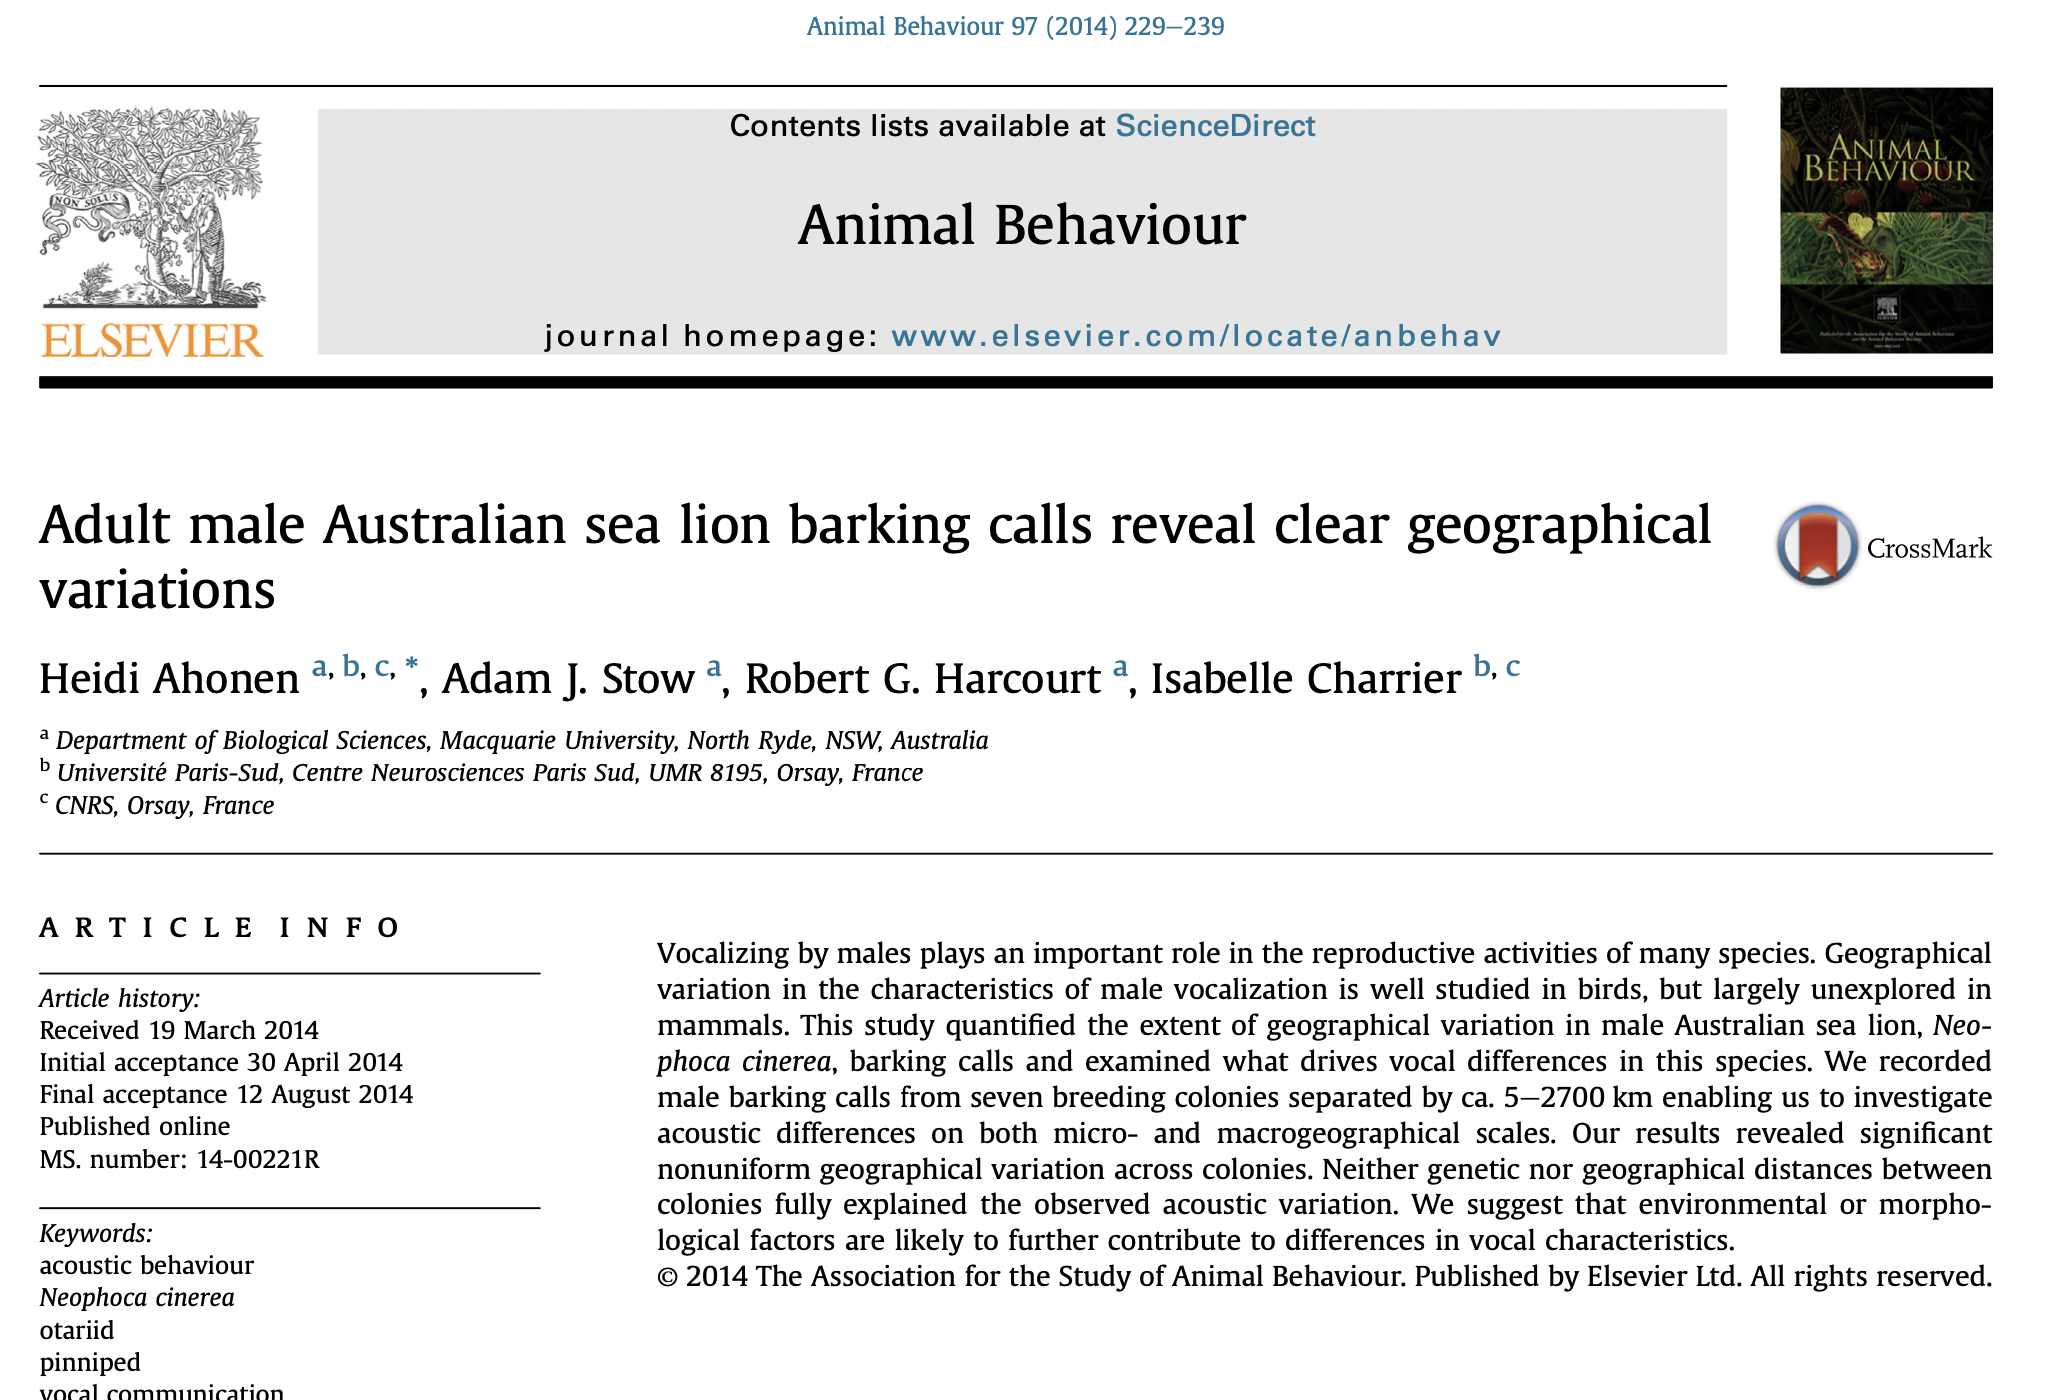 Animal Behaviour 97 (2014) 229–239
Contents lists available at ScienceDirect
Animal Behaviour
journal homepage: www.elsevier.com/locate/anbehav
NON SOLUS
ELSEVIER
ANIMAL
BEHAVIOUR
Adult male Australian sea lion barking calls reveal clear geographical
variations
CrossMark
Heidi Ahonen a, b, c, *, Adam J. Stow a, Robert G. Harcourt a, Isabelle Charrier b, c
a Department of Biological Sciences, Macquarie University, North Ryde, NSW, Australia
b Université Paris-Sud, Centre Neurosciences Paris Sud, UMR 8195, Orsay, France
c CNRS, Orsay, France
ARTICLE INFO
Article history:
Received 19 March 2014
Initial acceptance 30 April 2014
Final acceptance 12 August 2014
Published online
MS. number: 14-00221R
Keywords:
acoustic behaviour
Neophoca cinerea
otariid
pinniped
vocal communication
Vocalizing by males plays an important role in the reproductive activities of many species. Geographical
variation in the characteristics of male vocalization is well studied in birds, but largely unexplored in
mammals. This study quantified the extent of geographical variation in male Australian sea lion, Neo-
phoca cinerea, barking calls and examined what drives vocal differences in this species. We recorded
male barking calls from seven breeding colonies separated by ca. 5–2700 km enabling us to investigate
acoustic differences on both micro- and macrogeographical scales. Our results revealed significant
nonuniform geographical variation across colonies. Neither genetic nor geographical distances between
colonies fully explained the observed acoustic variation. We suggest that environmental or morpho-
logical factors are likely to further contribute to differences in vocal characteristics.
© 2014 The Association for the Study of Animal Behaviour. Published by Elsevier Ltd. All rights reserved.